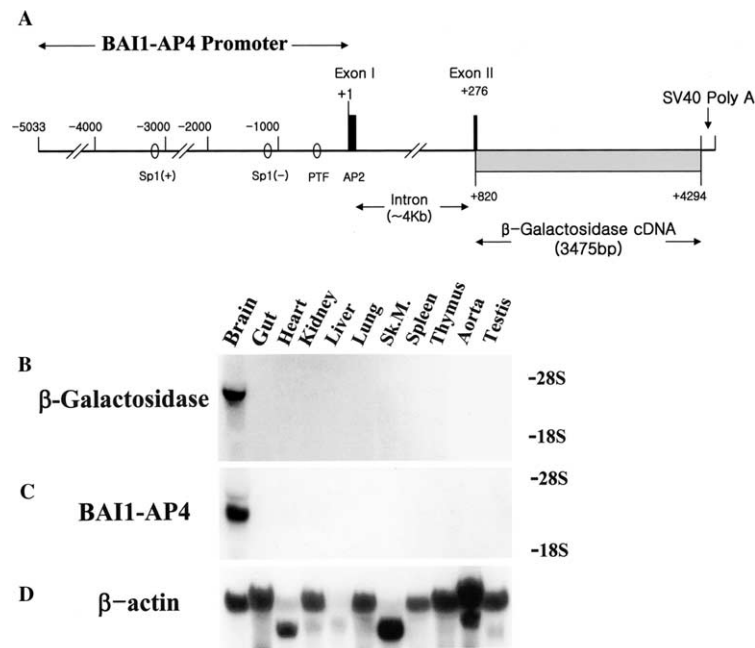 A
BAI1-AP4 Promoter
Exon I
+1
Exon II
+276
SV40 Poly A
-5033
-4000
-3000
-2000
-1000
Sp1(+)
Sp1(-)
PTF
AP2
Intron
(~4Kb)
+820
+4294
β-Galactosidase cDNA
(3475bp)
Brain
Gut
Heart
Kidney
Liver
Lung
Sk.M.
Spleen
Thymus
Aorta
Testis
B
β-Galactosidase
-28S
-18S
C
BAI1-AP4
-28S
-18S
D
β-actin